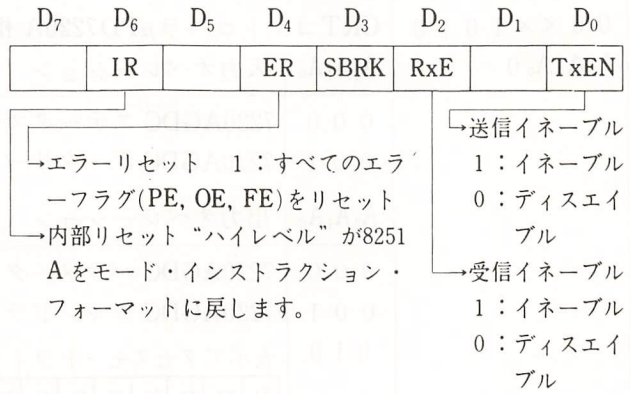 D₇ D₆ D₅ D₄ D₃ D₂ D₁ D₀
IR ER SBRK RxE TxEN
→送信イネーブル
1：イネーブル
0：ディスエイ
ブル
→エラーリセット 1：すべてのエラ
ーフラグ(PE, OE, FE)をリセット
→内部リセット “ハイレベル” が8251
Aをモード・インストラクション・
フォーマットに戻します。
→受信イネーブル
1：イネーブル
0：ディスエイ
ブル